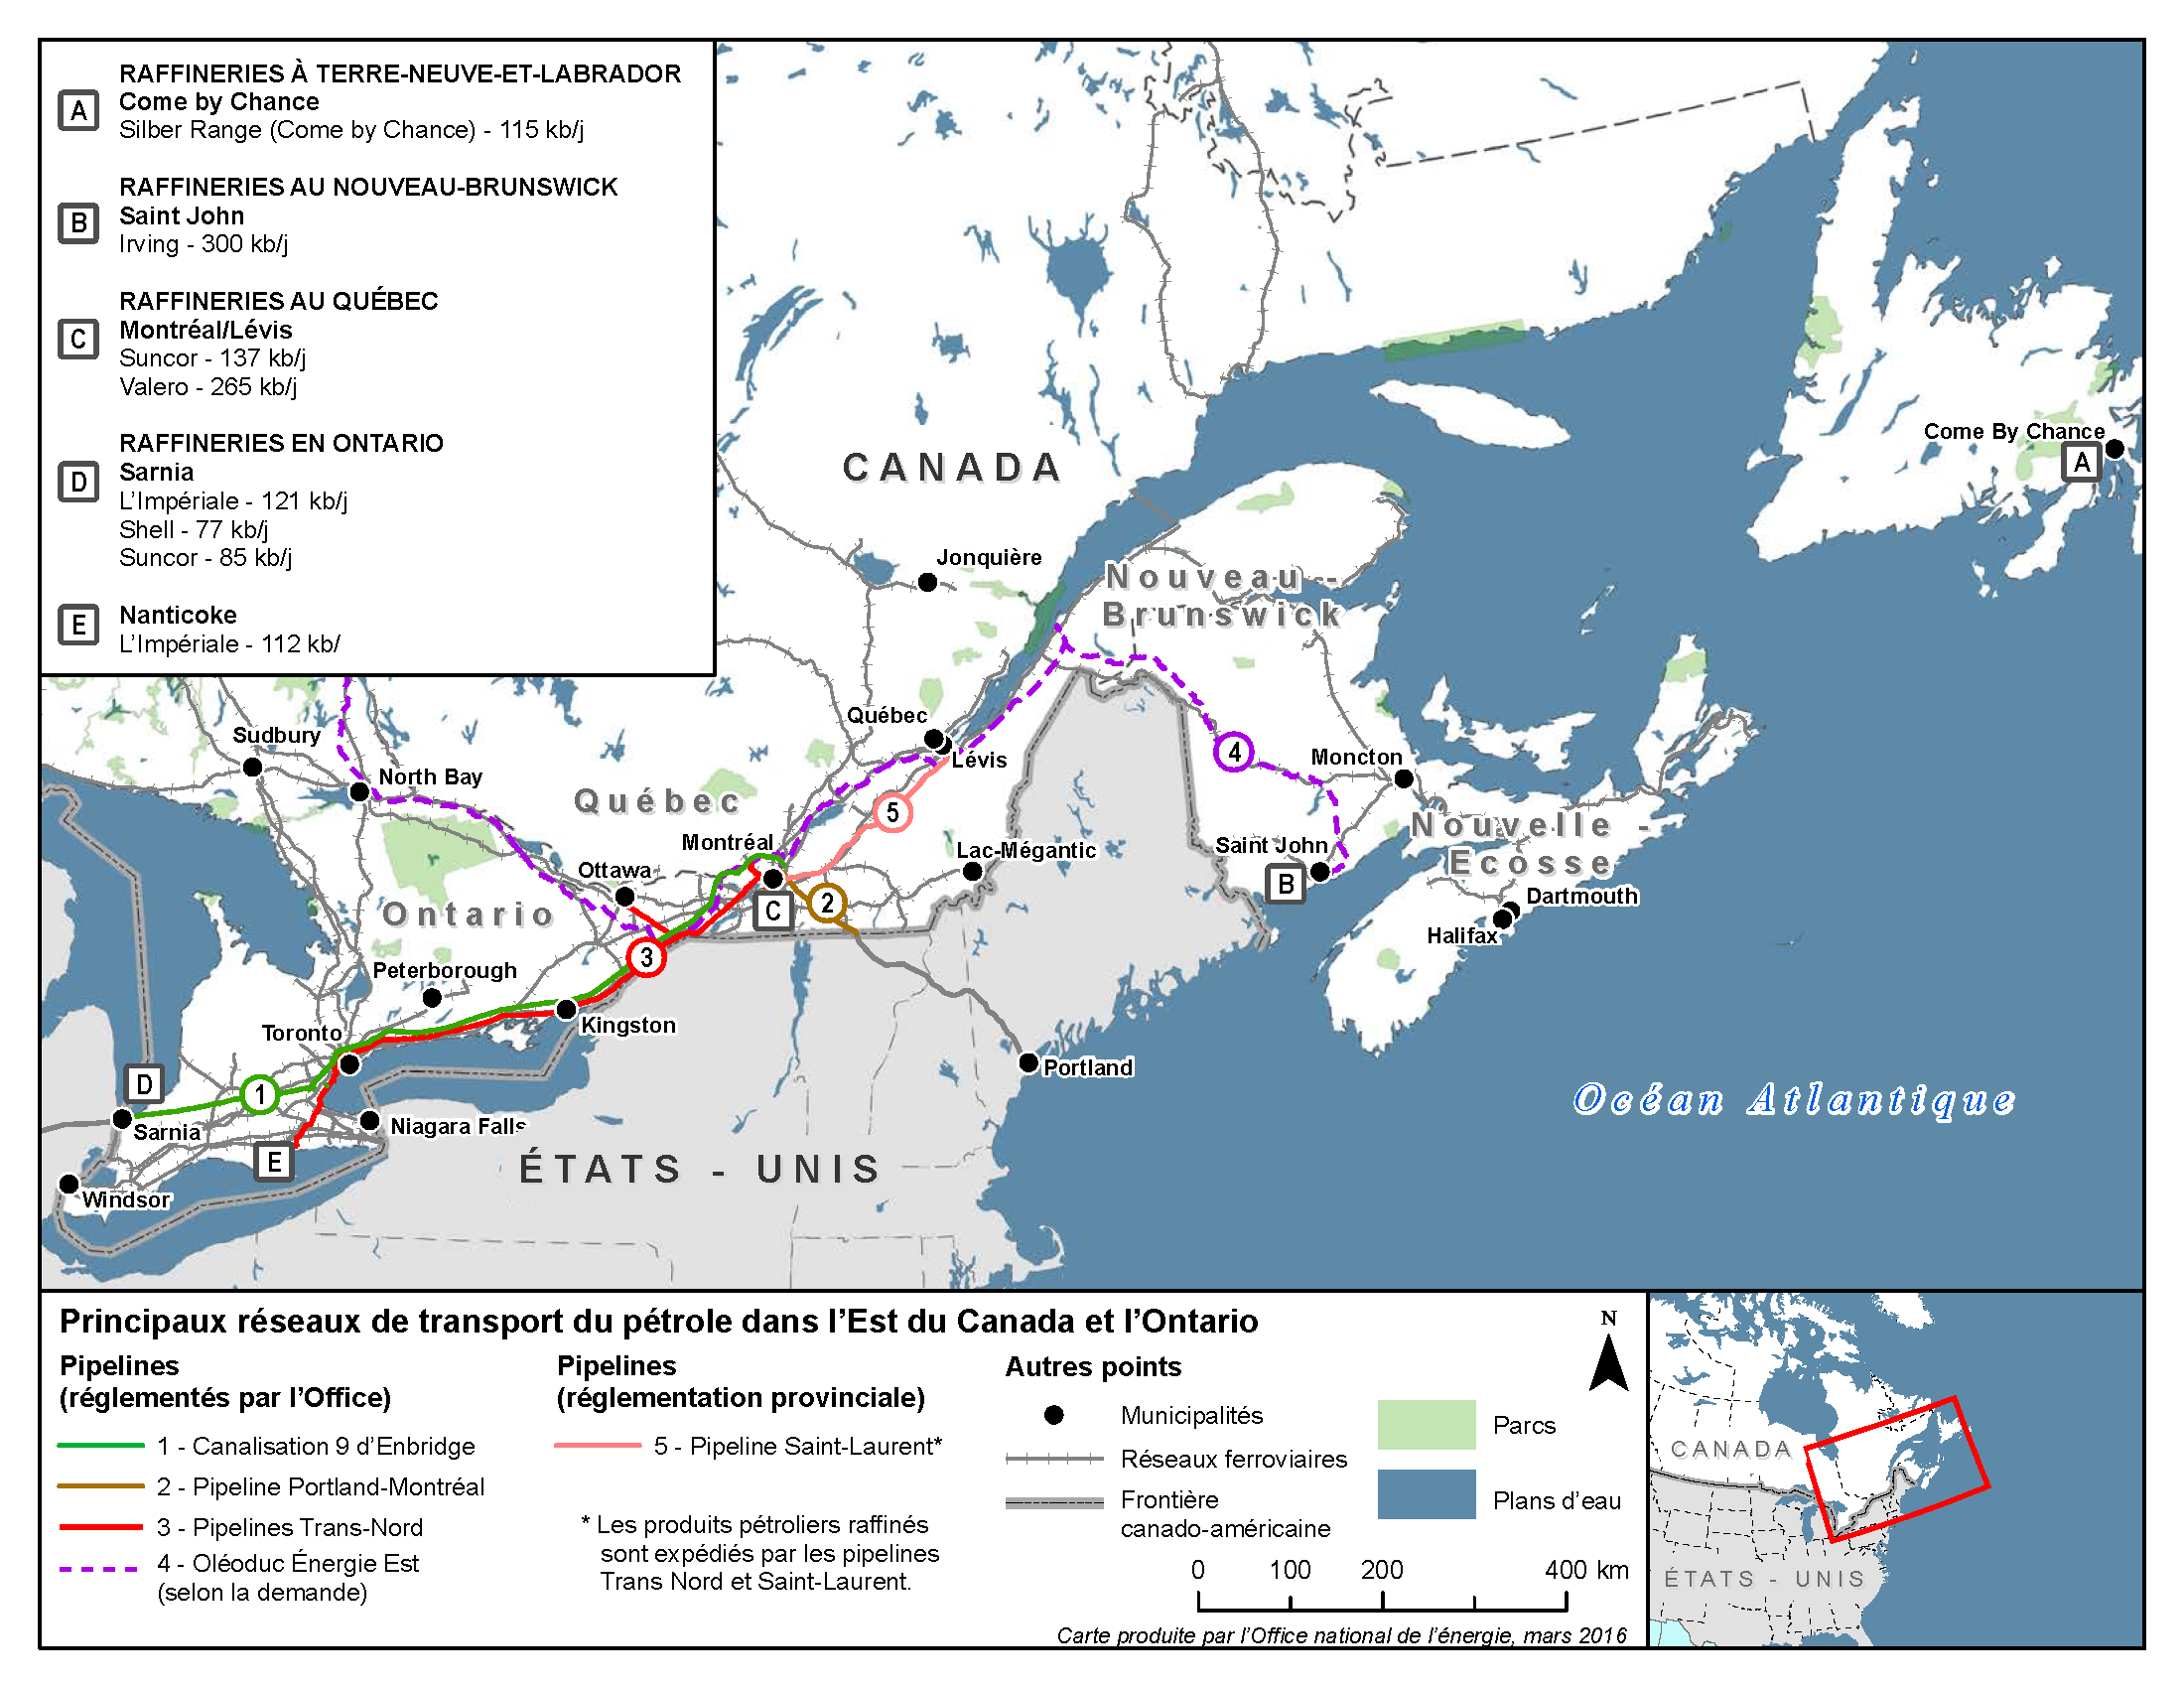 A
RAFFINERIES À TERRE-NEUVE-ET-LABRADOR
Come by Chance
Silber Range (Come by Chance) - 115 kb/j
B
RAFFINERIES AU NOUVEAU-BRUNSWICK
Saint John
Irving - 300 kb/j
C
RAFFINERIES AU QUÉBEC
Montréal/Lévis
Suncor - 137 kb/j
Valero - 265 kb/j
D
RAFFINERIES EN ONTARIO
Sarnia
L'Impériale - 121 kb/j
Shell - 77 kb/j
Suncor - 85 kb/j
E
Nanticoke
L'Impériale - 112 kb/
Come By Chance
A
CANADA
Jonquière
Nouveau -
Brunswick
Québec
Lévis
Sudbury
North Bay
4
Moncton
Québec
5
Montréal
Nouvelle -
Ecosse
Saint John
B
Lac-Mégantic
Ottawa
C
2
Dartmouth
Halifax
Ontario
3
Peterborough
Kingston
Toronto
Portland
D
1
Océan Atlantique
Sarnia
Niagara Falls
E
ÉTATS - UNIS
Windsor
Principaux réseaux de transport du pétrole dans l'Est du Canada et l'Ontario
Pipelines
(réglementés par l'Office)
1 - Canalisation 9 d'Enbridge
2 - Pipeline Portland-Montréal
3 - Pipelines Trans-Nord
4 - Oléoduc Énergie Est
(selon la demande)
Pipelines
(réglementation provinciale)
5 - Pipeline Saint-Laurent*
* Les produits pétroliers raffinés
sont expédiés par les pipelines
Trans Nord et Saint-Laurent.
Autres points
Municipalités
Réseaux ferroviaires
Frontière
canado-américaine
Parcs
Plans d'eau
N
0 100 200 400 km
Carte produite par l'Office national de l'énergie, mars 2016
CANADA
ÉTATS - UNIS